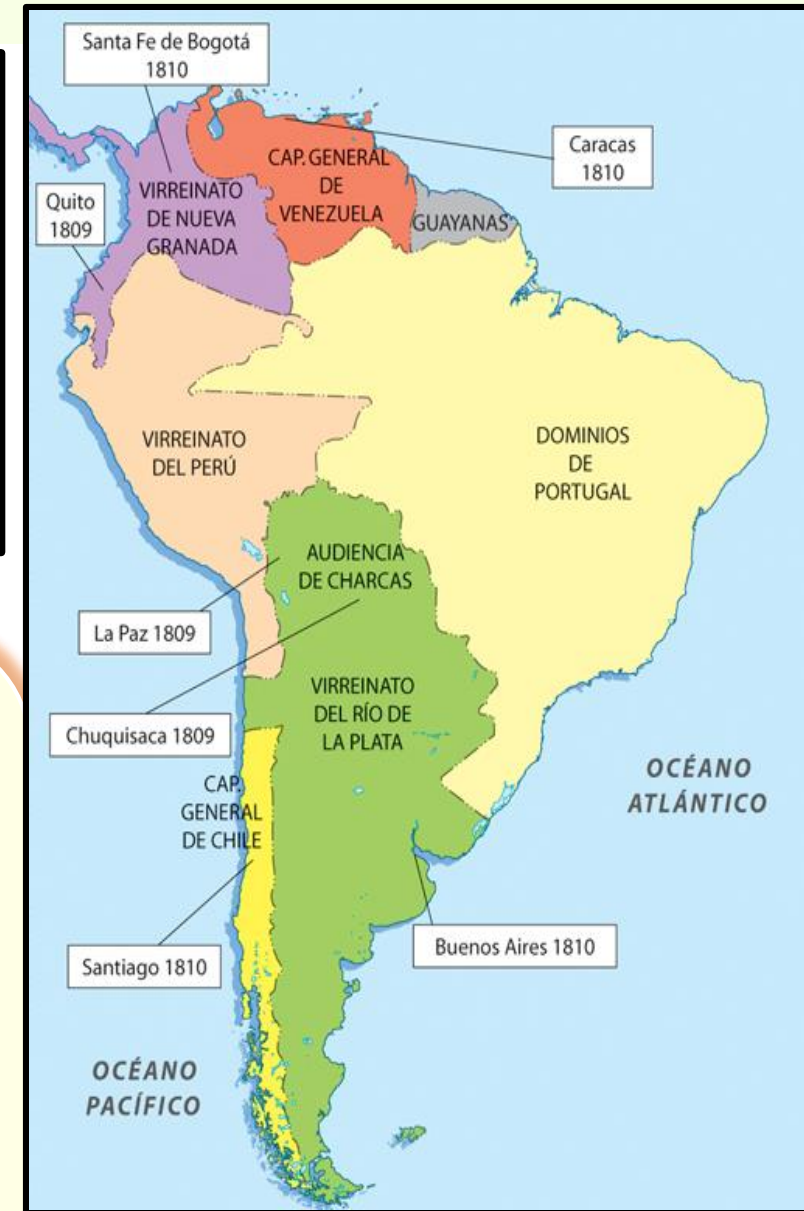 Santa Fe de Bogotá
1810
Caracas
1810
CAP. GENERAL
DE
VENEZUELA
VIRREINATO
DE NUEVA
GRANADA
Quito
1809
GUAYANAS
VIRREINATO
DEL PERÚ
DOMINIOS
DE
PORTUGAL
AUDIENCIA
DE CHARCAS
La Paz 1809
VIRREINATO
DEL RÍO DE
LA PLATA
Chuquisaca 1809
OCÉANO
ATLÁNTICO
CAP.
GENERAL
DE CHILE
Buenos Aires 1810
Santiago 1810
OCÉANO
PACÍFICO